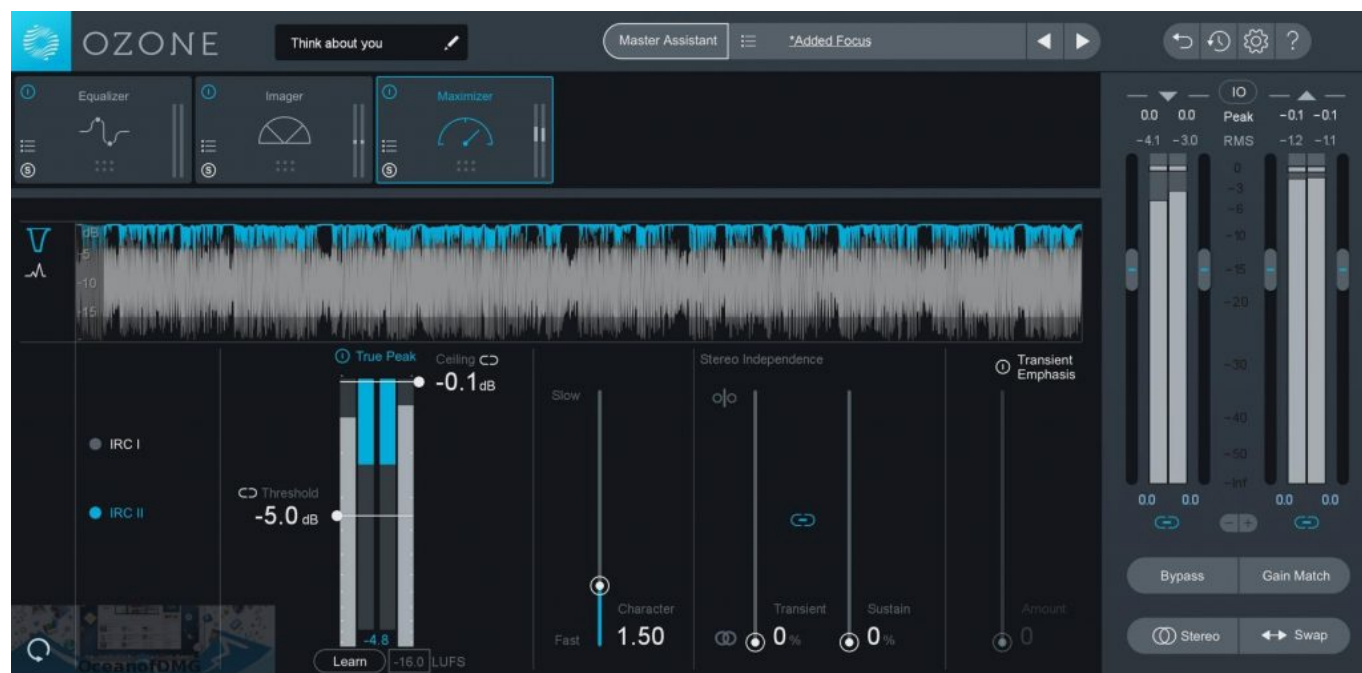 OZONE
Think about you
Master Assistant
*Added Focus
?
Equalizer
Imager
Maximizer
S
S
S
IO
0.0 0.0 Peak -0.1 -0.1
-4.1 -3.0 RMS -1.2 -1.1
0
-3
-6
-10
-15
-20
-30
-40
-50
-Inf
0.0 0.0 0.0 0.0
dB
-5
-10
-15
True Peak
Ceiling
-0.1 dB
IRC I
IRC II
Threshold
-5.0 dB
-4.8
Learn -16.0 LUFS
Slow
Fast
Character
1.50
Stereo Independence
Transient
0 %
Sustain
0 %
Transient
Emphasis
Amount
0
Bypass Gain Match
Stereo Swap
OceanofDMG